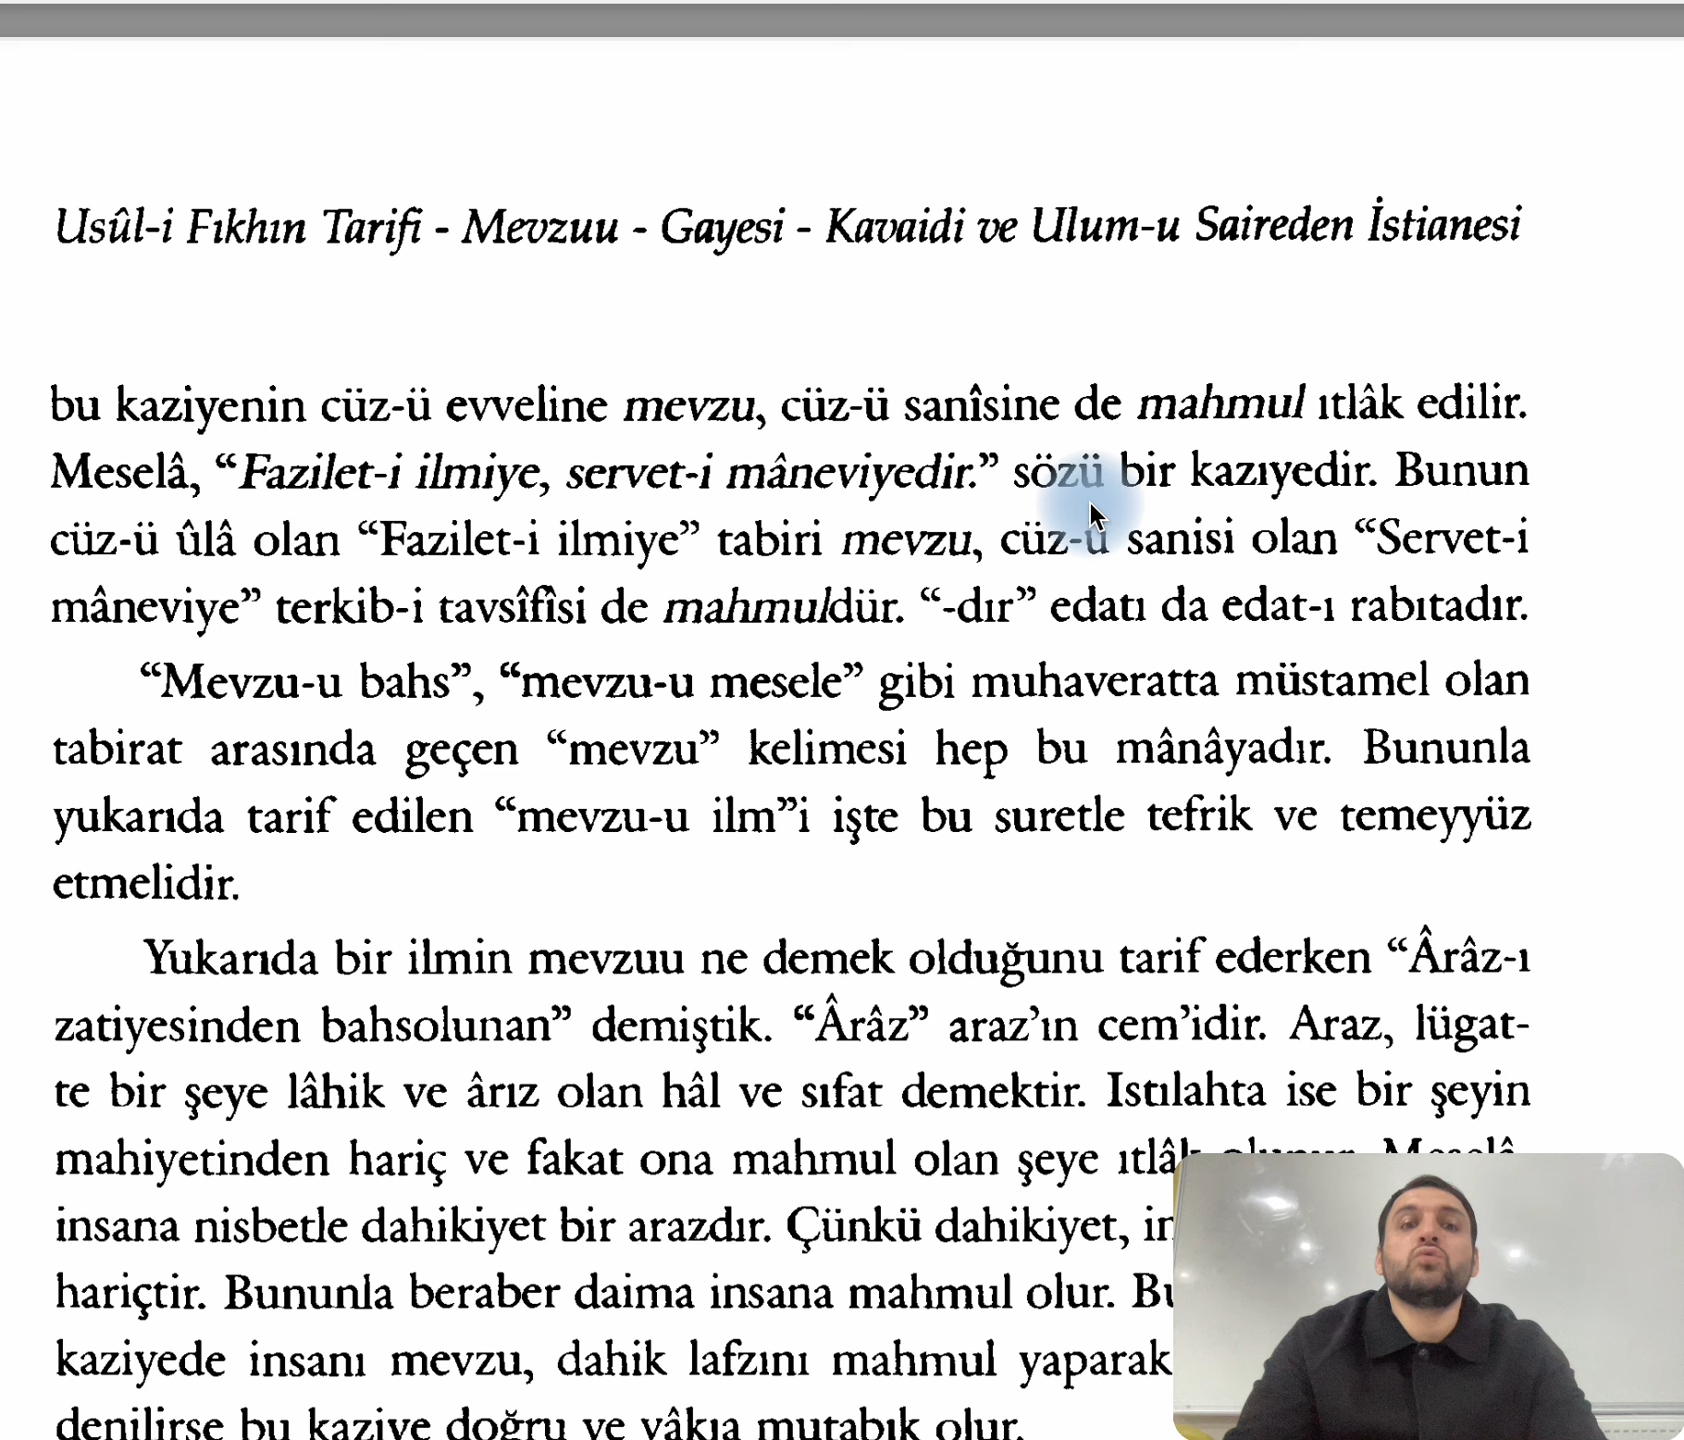 Usûl-i Fıkhın Tarifi - Mevzuu - Gayesi - Kavaidi ve Ulum-u Saireden İstianesi
bu kaziyenin cüz-ü evveline mevzu, cüz-ü sanîsine de mahmul ıtlâk edilir.
Meselâ, “Fazilet-i ilmiye, servet-i mâneviyedir.” sözü bir kazıyedir. Bunun
cüz-ü ûlâ olan “Fazilet-i ilmiye” tabiri mevzu, cüz-ü sanisi olan “Servet-i
mâneviye” terkib-i tavsîfîsi de mahmuldür. “-dır” edatı da edat-ı rabıtadır.
“Mevzu-u bahs”, “mevzu-u mesele” gibi muhaveratta müstamel olan
tabirat arasında geçen “mevzu” kelimesi hep bu mânâyadır. Bununla
yukarıda tarif edilen “mevzu-u ilm”i işte bu suretle tefrik ve temeyyüz
etmelidir.
Yukarıda bir ilmin mevzuu ne demek olduğunu tarif ederken “Ârâz-ı
zatiyesinden bahsolunan” demiştik. “Ârâz” araz’ın cem’idir. Araz, lügat-
te bir şeye lâhik ve ârız olan hâl ve sıfat demektir. Istılahta ise bir şeyin
mahiyetinden hariç ve fakat ona mahmul olan şeye ıtlâk olunur. Meselâ,
insana nisbetle dahikiyet bir arazdır. Çünkü dahikiyet,
hariçtir. Bununla beraber daima insana mahmul olur.
kaziyede insanı mevzu, dahik lafzını mahmul yaparak
denilirse bu kaziye doğru ve vâkıa mutabık olur.